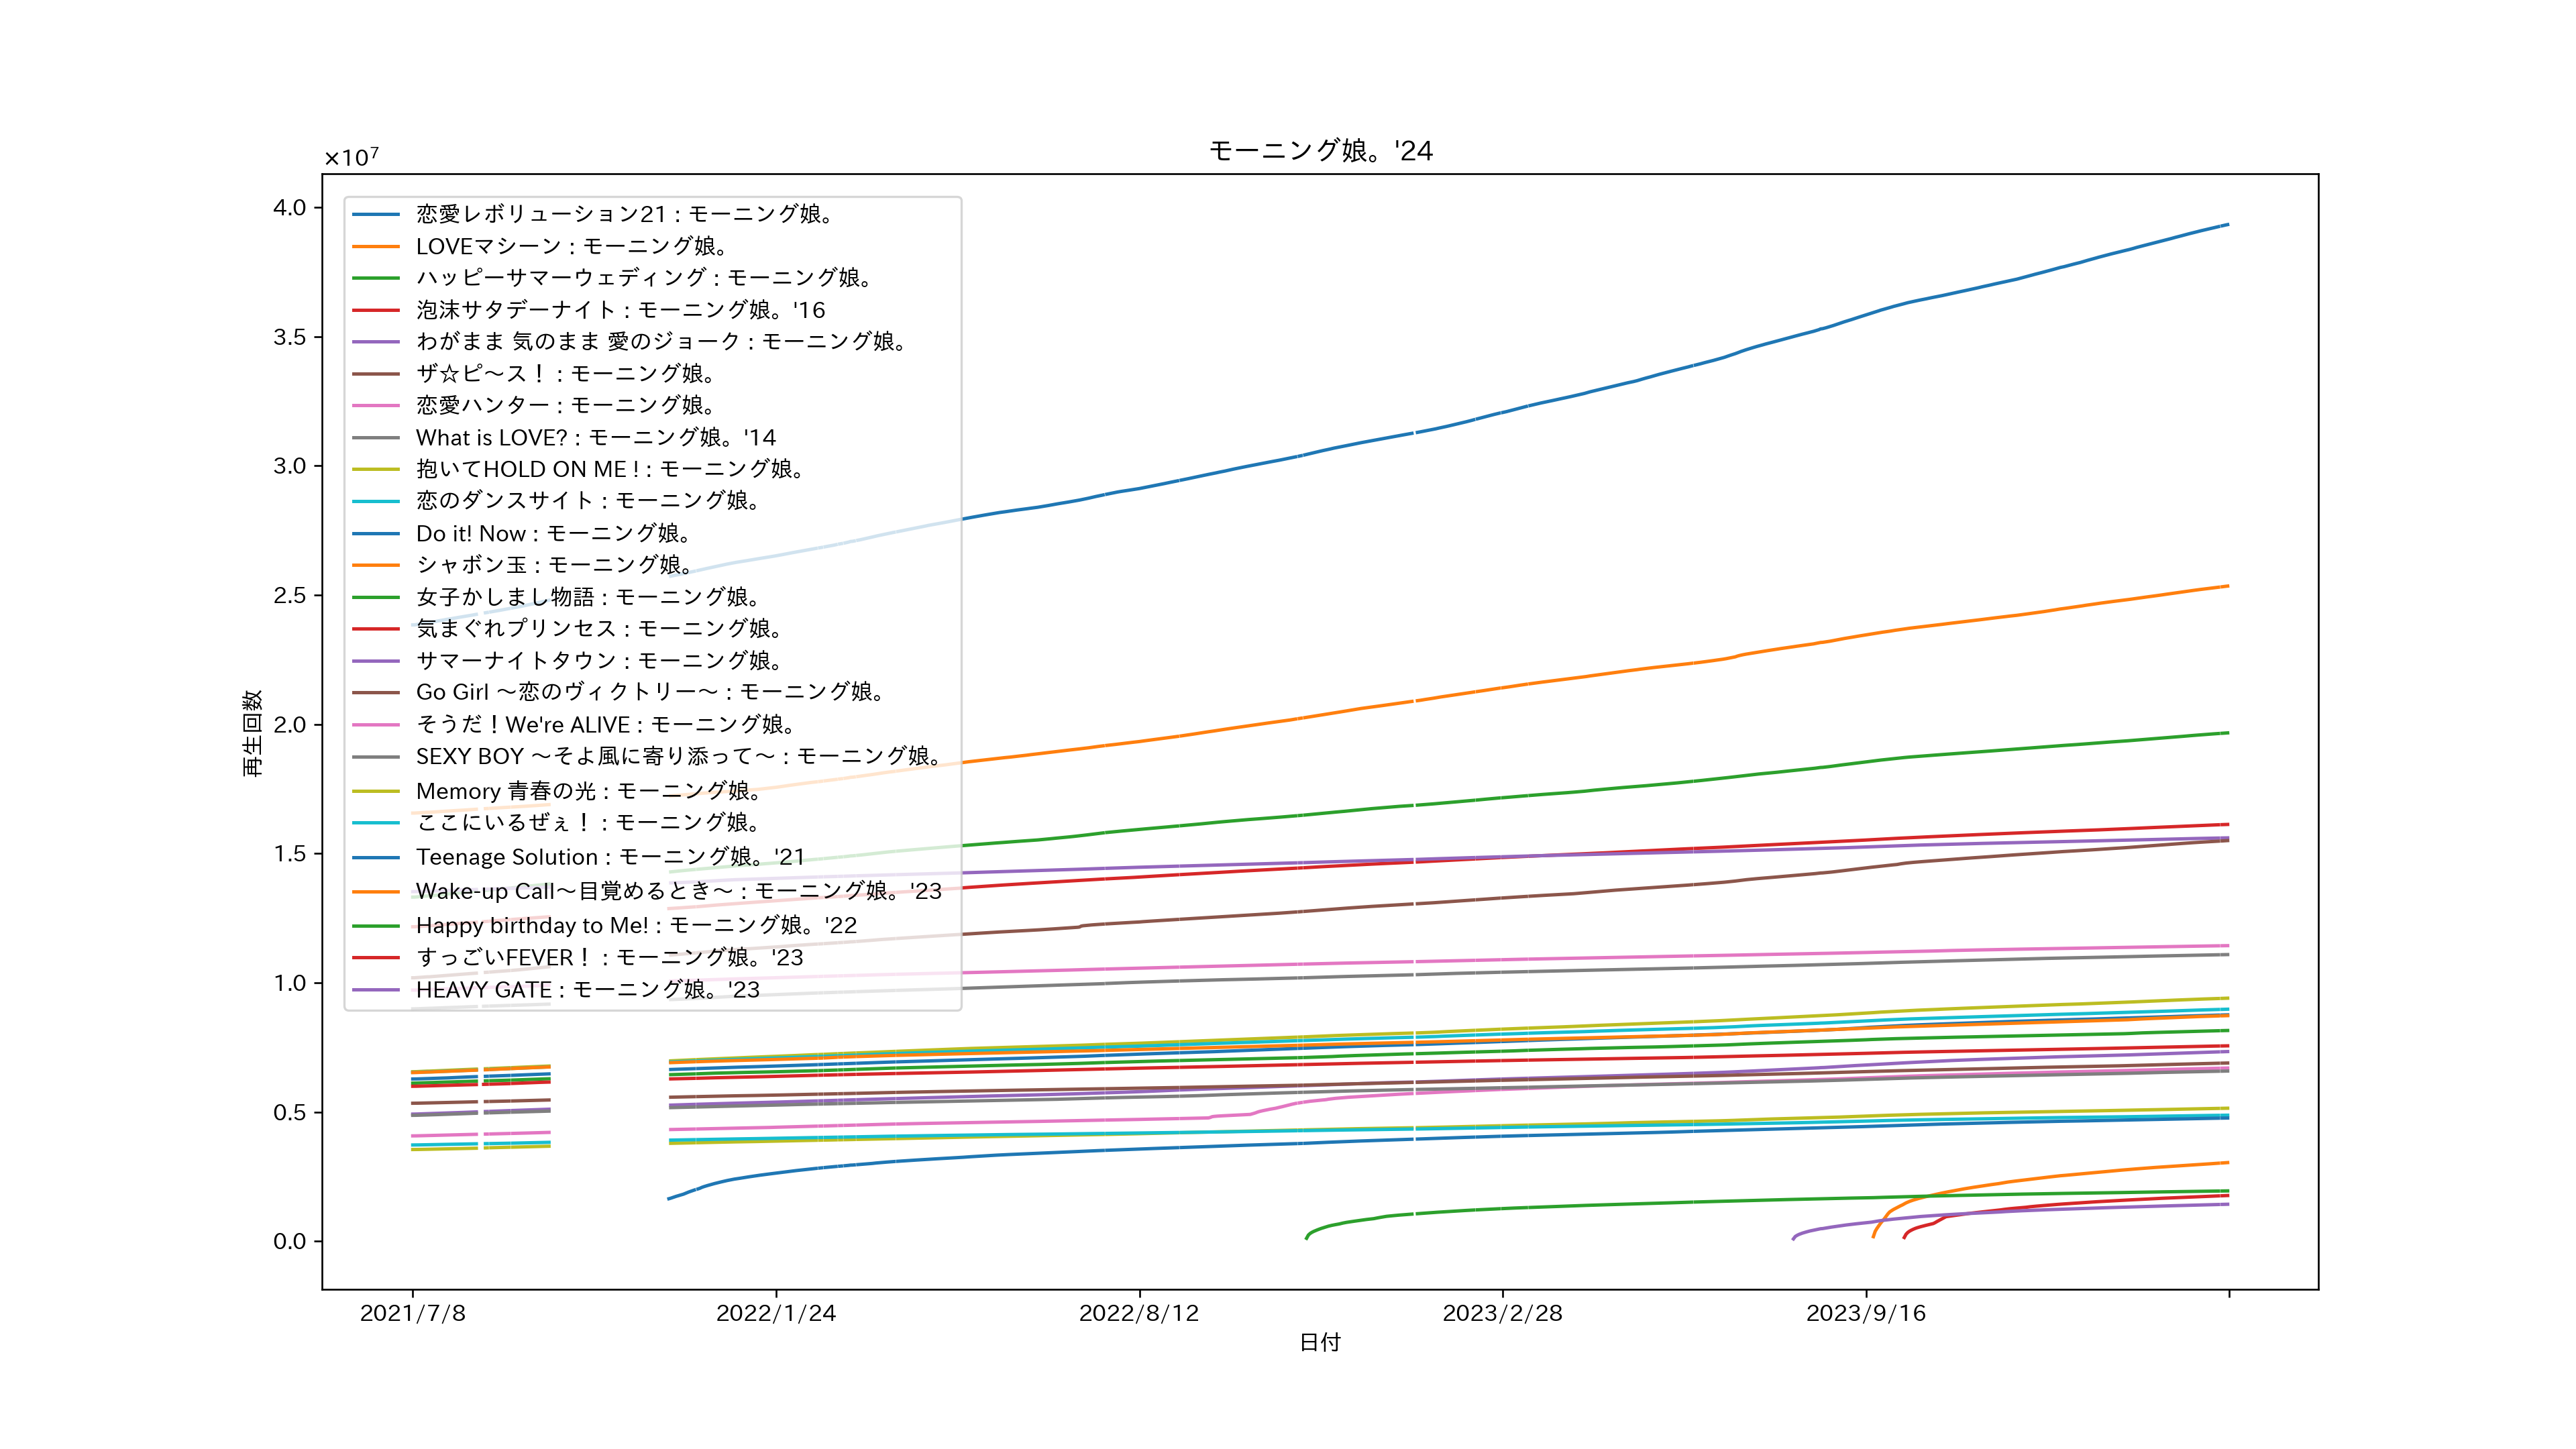 モーニング娘。'24
×10⁷
4.0
3.5
3.0
2.5
2.0
1.5
1.0
0.5
0.0
再生回数
恋愛レボリューション21 : モーニング娘。
LOVEマシーン : モーニング娘。
ハッピーサマーウェディング : モーニング娘。
泡沫サタデーナイト : モーニング娘。'16
わがまま 気のまま 愛のジョーク : モーニング娘。
ザ☆ピ～ス！ : モーニング娘。
恋愛ハンター : モーニング娘。
What is LOVE? : モーニング娘。'14
抱いてHOLD ON ME ! : モーニング娘。
恋のダンスサイト : モーニング娘。
Do it! Now : モーニング娘。
シャボン玉 : モーニング娘。
女子かしまし物語 : モーニング娘。
気まぐれプリンセス : モーニング娘。
サマーナイトタウン : モーニング娘。
Go Girl ～恋のヴィクトリー～ : モーニング娘。
そうだ！We're ALIVE : モーニング娘。
SEXY BOY ～そよ風に寄り添って～ : モーニング娘。
Memory 青春の光 : モーニング娘。
ここにいるぜぇ！ : モーニング娘。
Teenage Solution : モーニング娘。'21
Wake-up Call～目覚めるとき～ : モーニング娘。'23
Happy birthday to Me! : モーニング娘。'22
すっごいFEVER！ : モーニング娘。'23
HEAVY GATE : モーニング娘。'23
2021/7/8
2022/1/24
2022/8/12
2023/2/28
2023/9/16
日付